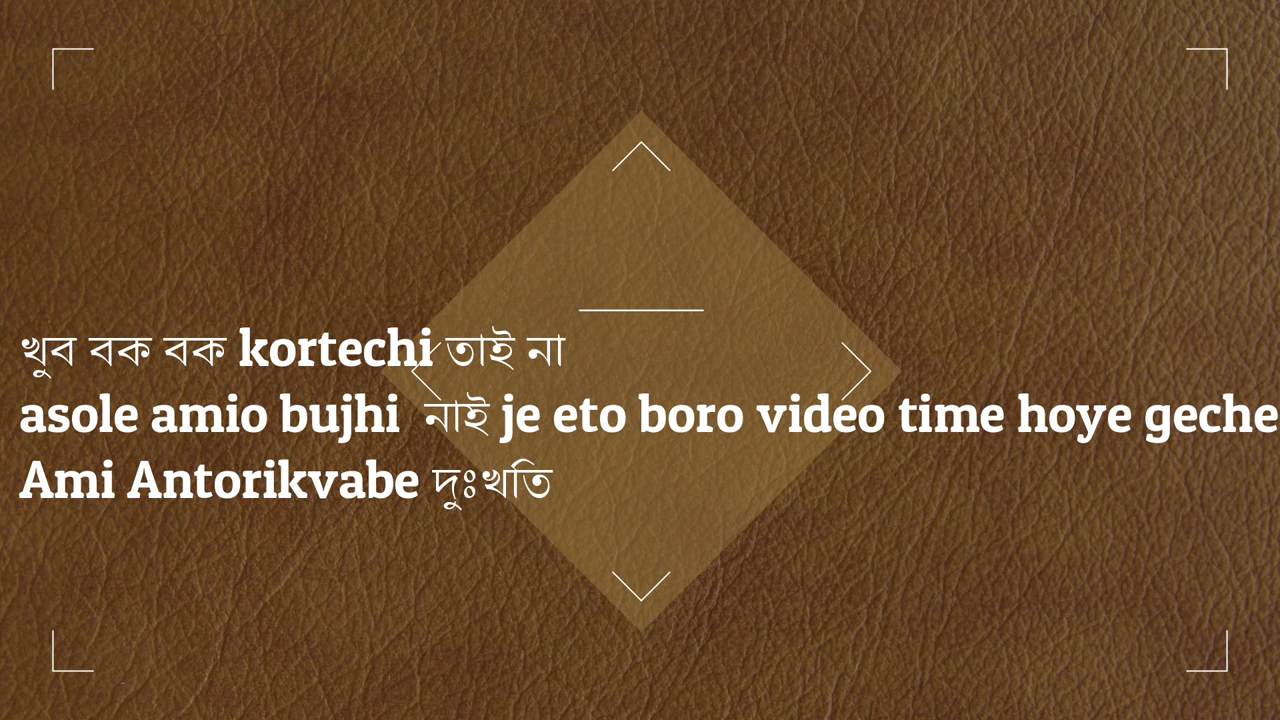 খুব বক বক kortechi তাই না
asole amio bujhi নাই je eto boro video time hoye geche
Ami Antorikvabe দুঃখতি